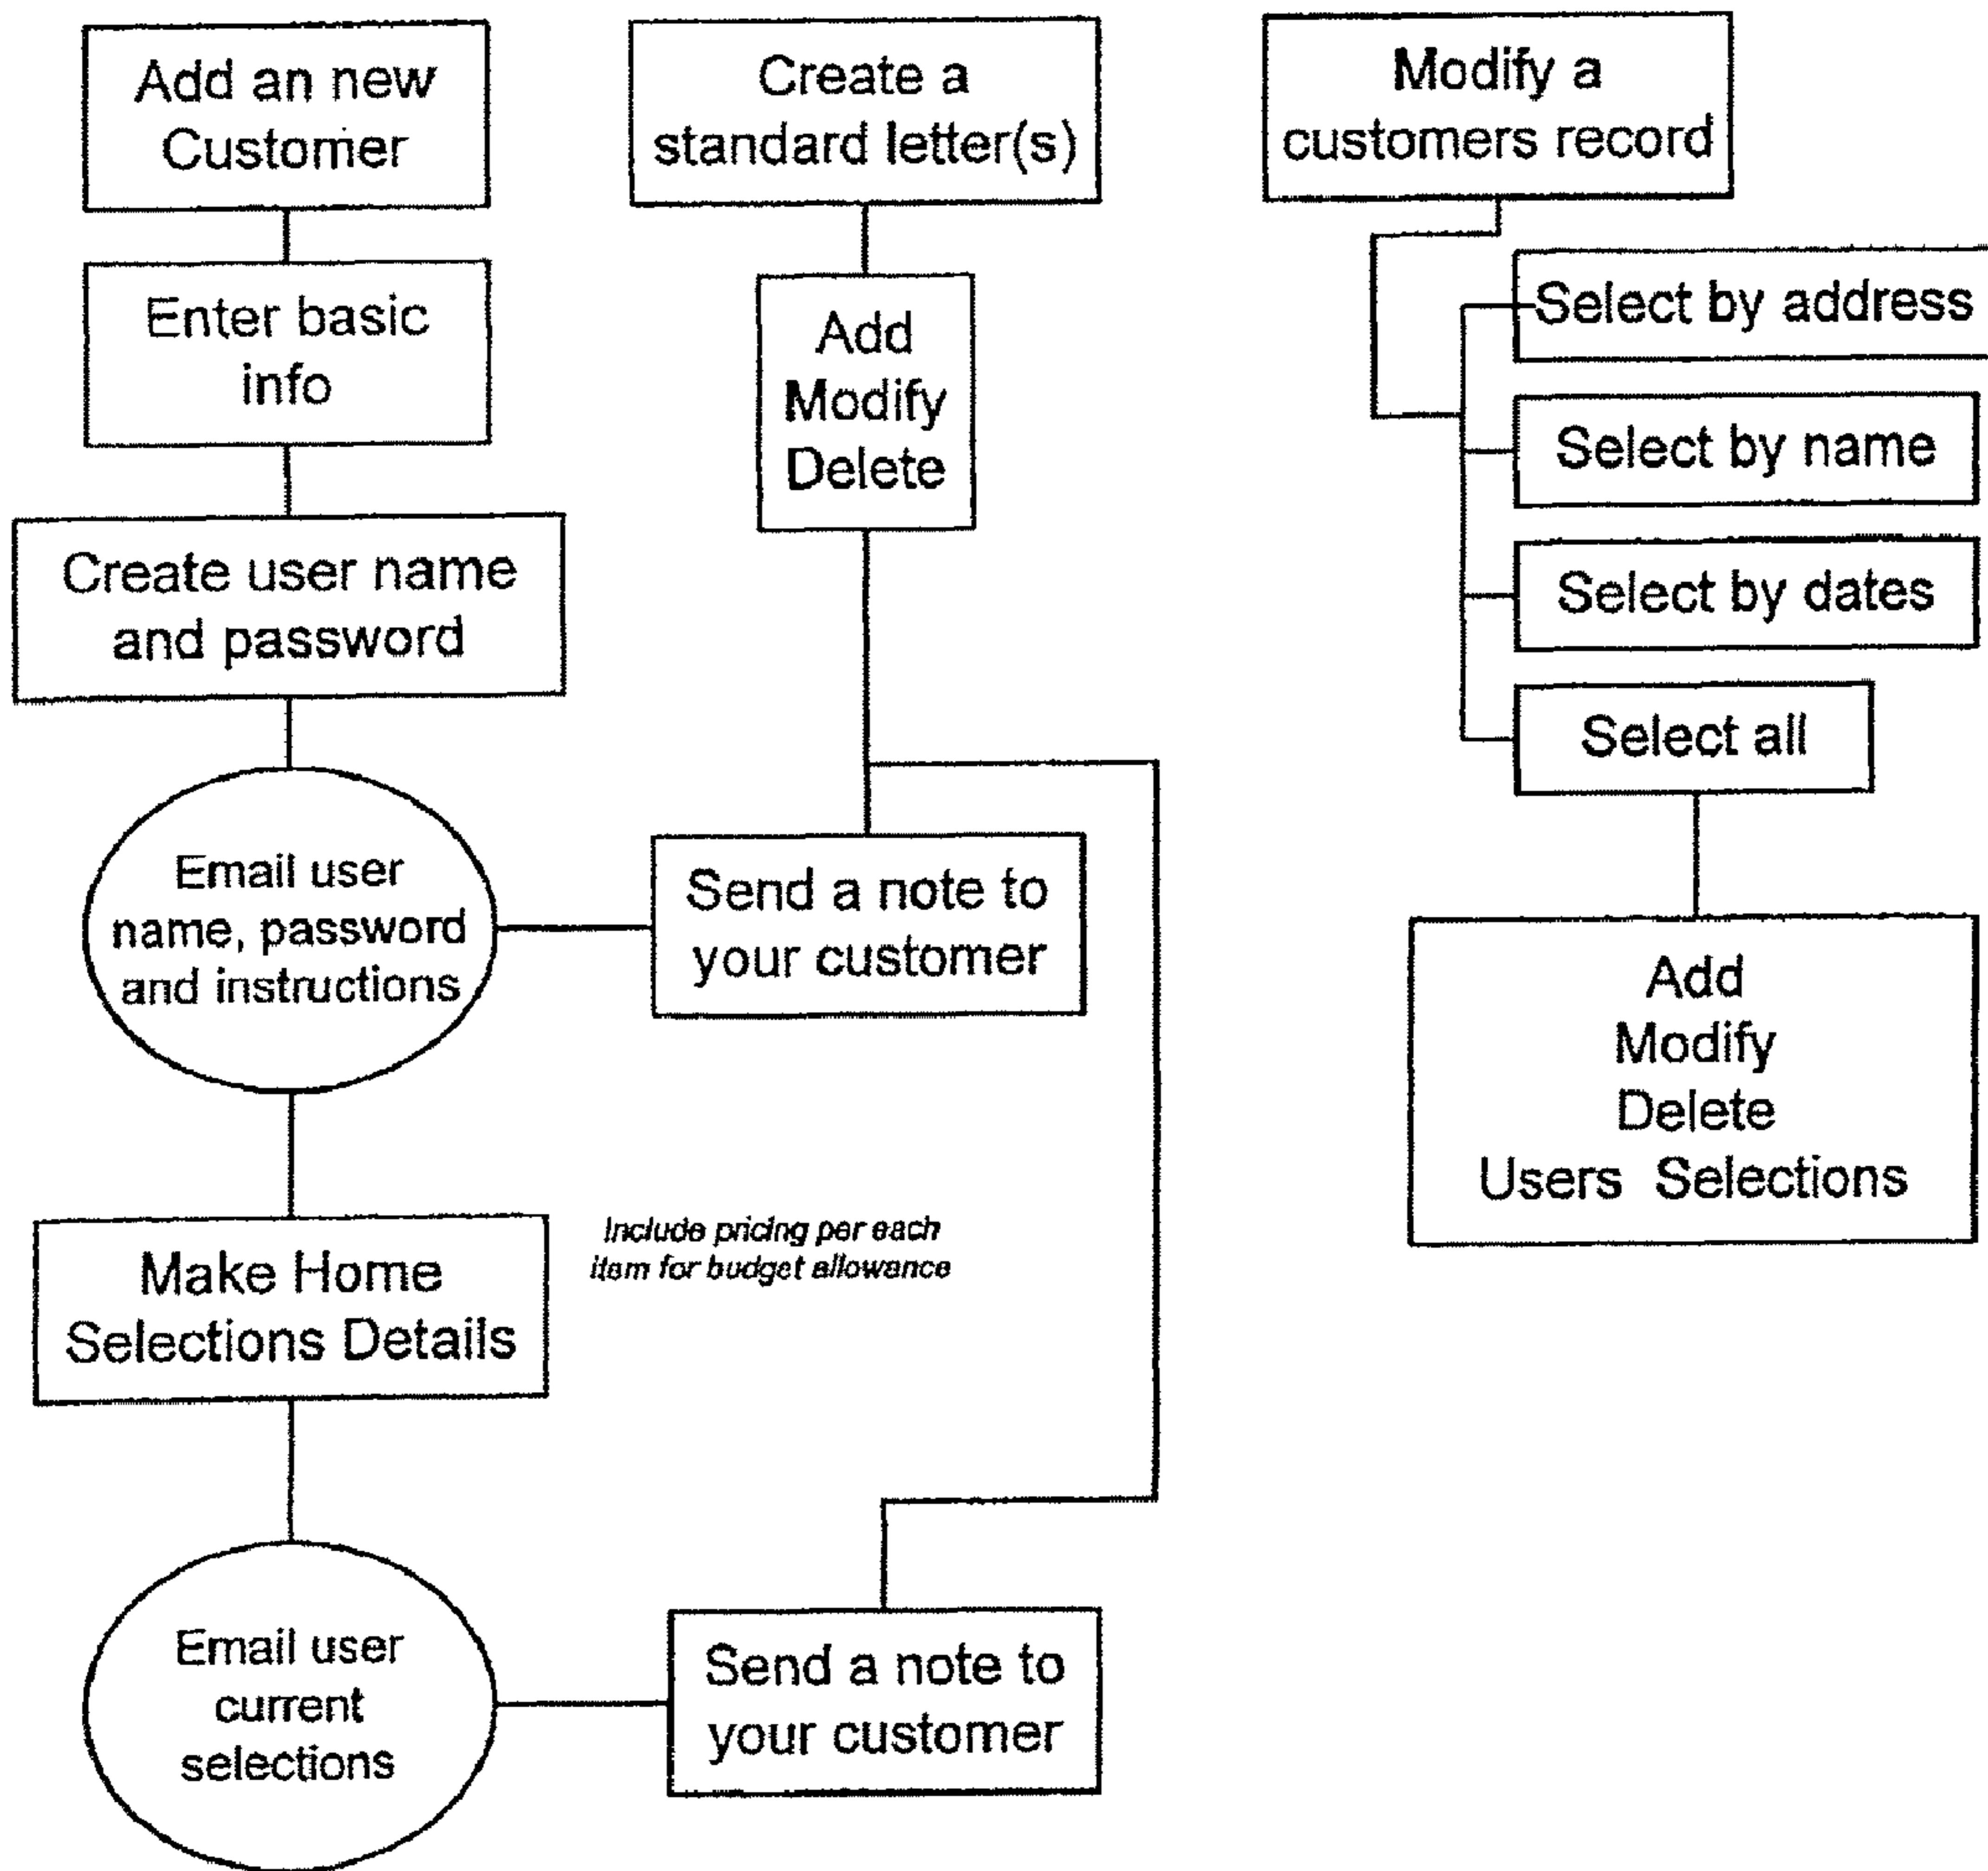 Add an new
Customer
Enter basic
info
Create user name
and password
Email user
name, password
and instructions
Make Home
Selections Details
Include pricing per each
item for budget allowance
Email user
current
selections
Create a
standard letter(s)
Add
Modify
Delete
Send a note to
your customer
Send a note to
your customer
Modify a
customers record
Select by address
Select by name
Select by dates
Select all
Add
Modify
Delete
Users Selections